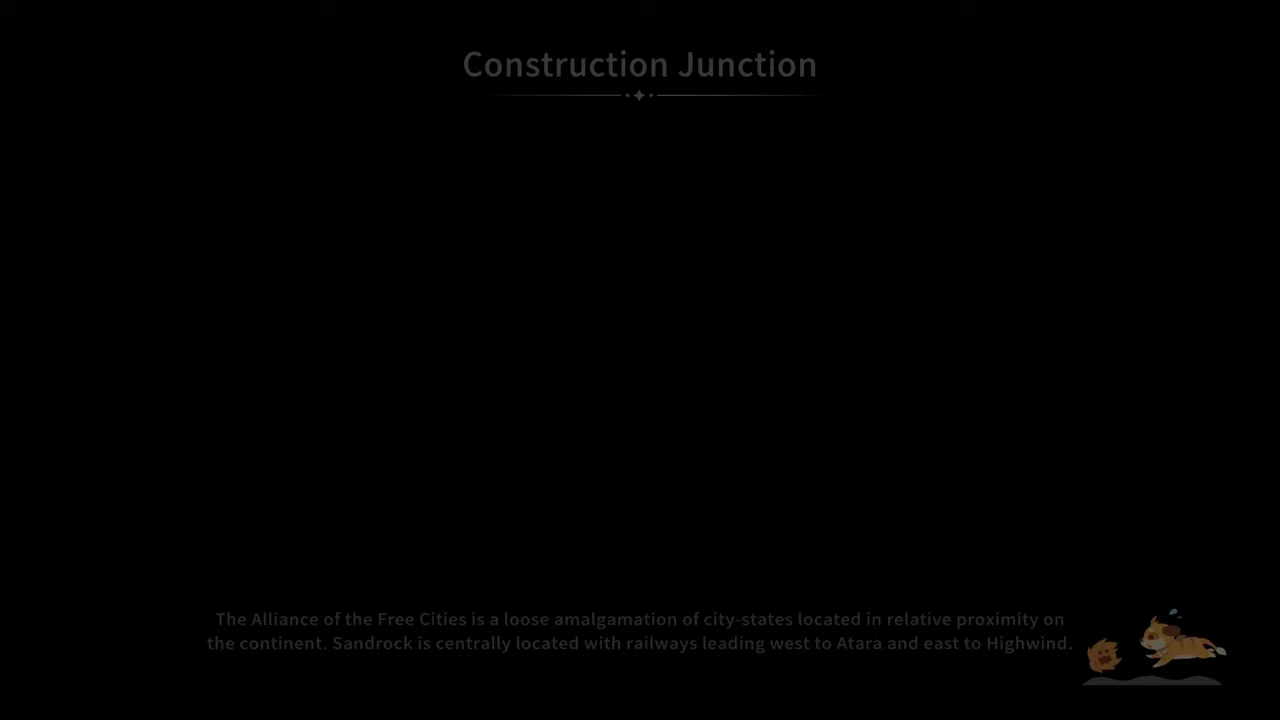 Construction Junction
The Alliance of the Free Cities is a loose amalgamation of city-states located in relative proximity on
the continent. Sandrock is centrally located with railways leading west to Atara and east to Highwind.